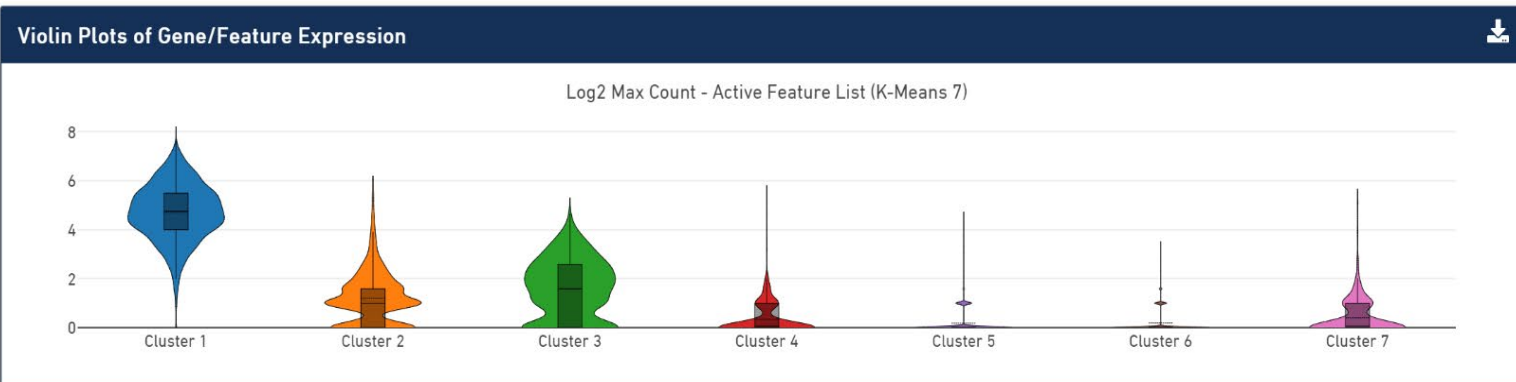 Violin Plots of Gene/Feature Expression
Log2 Max Count - Active Feature List (K-Means 7)
8
6
4
2
0
Cluster 1 Cluster 2 Cluster 3 Cluster 4 Cluster 5 Cluster 6 Cluster 7